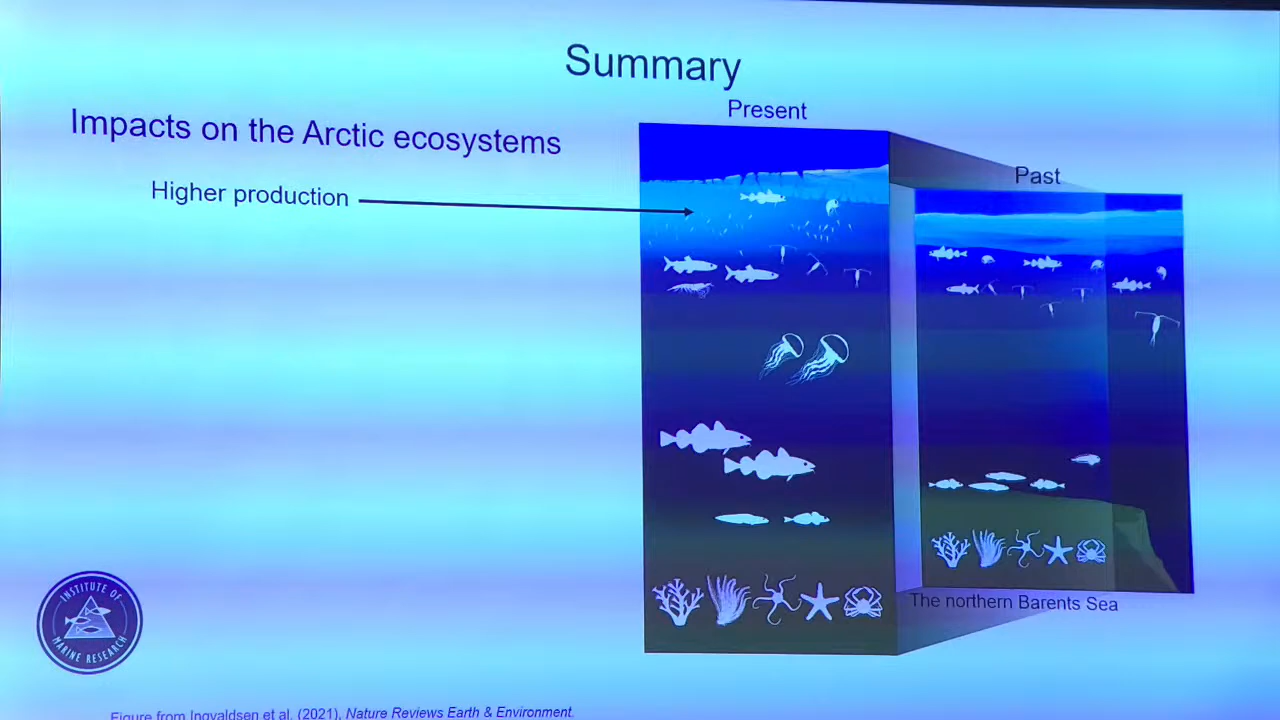 Summary
Impacts on the Arctic ecosystems
Present
Higher production
Past
The northern Barents Sea
INSTITUTE OF
MARINE RESEARCH
Figure from Ingvaldsen et al. (2021), Nature Reviews Earth & Environment.